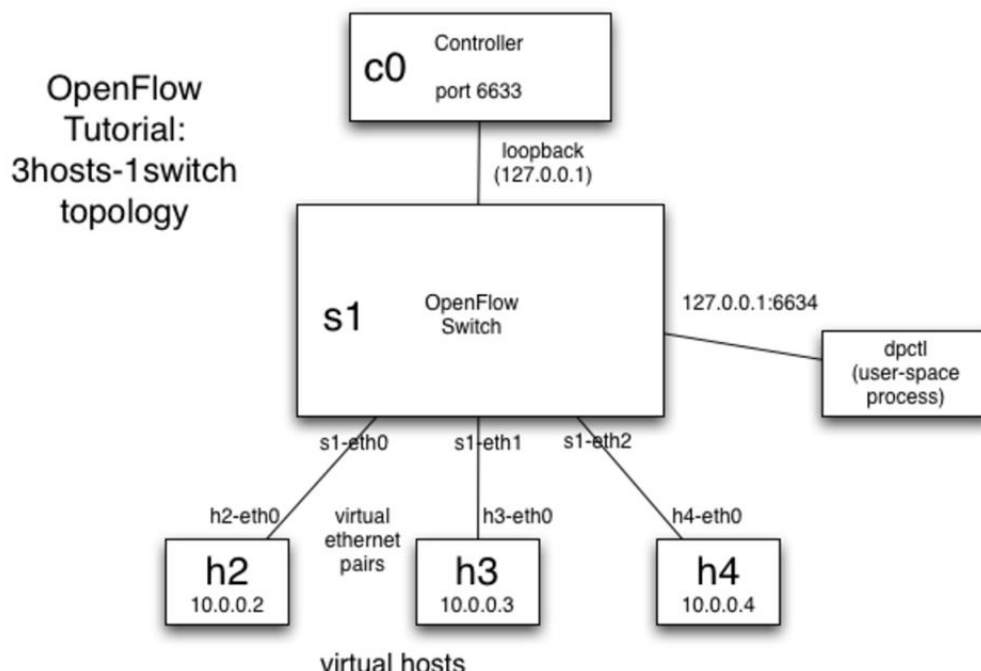 OpenFlow
Tutorial:
3hosts-1switch
topology
c0
Controller
port 6633
loopback
(127.0.0.1)
s1
OpenFlow
Switch
127.0.0.1:6634
dpctl
(user-space
process)
s1-eth0
s1-eth1
s1-eth2
h2-eth0
virtual
ethernet
pairs
h3-eth0
h4-eth0
h2
10.0.0.2
h3
10.0.0.3
h4
10.0.0.4
virtual hosts